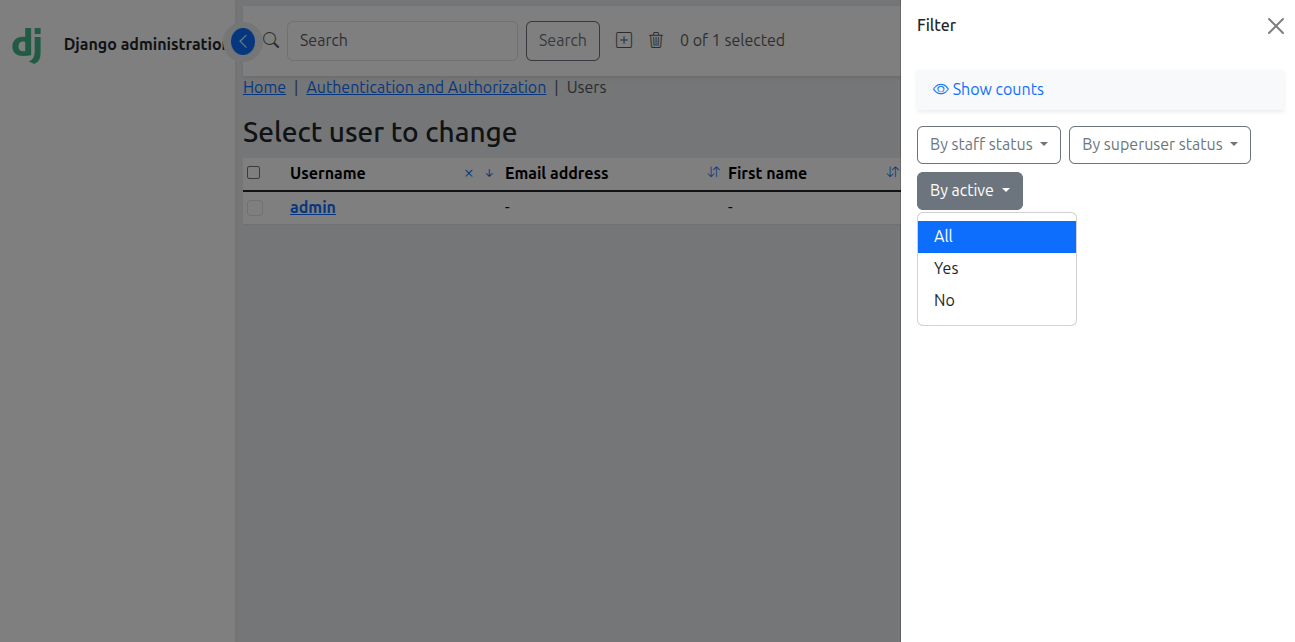 dj Django administratio
Search Search 0 of 1 selected
Home | Authentication and Authorization | Users
Select user to change
Username Email address First name
admin - -
Filter
Show counts
By staff status By superuser status
By active
All
Yes
No